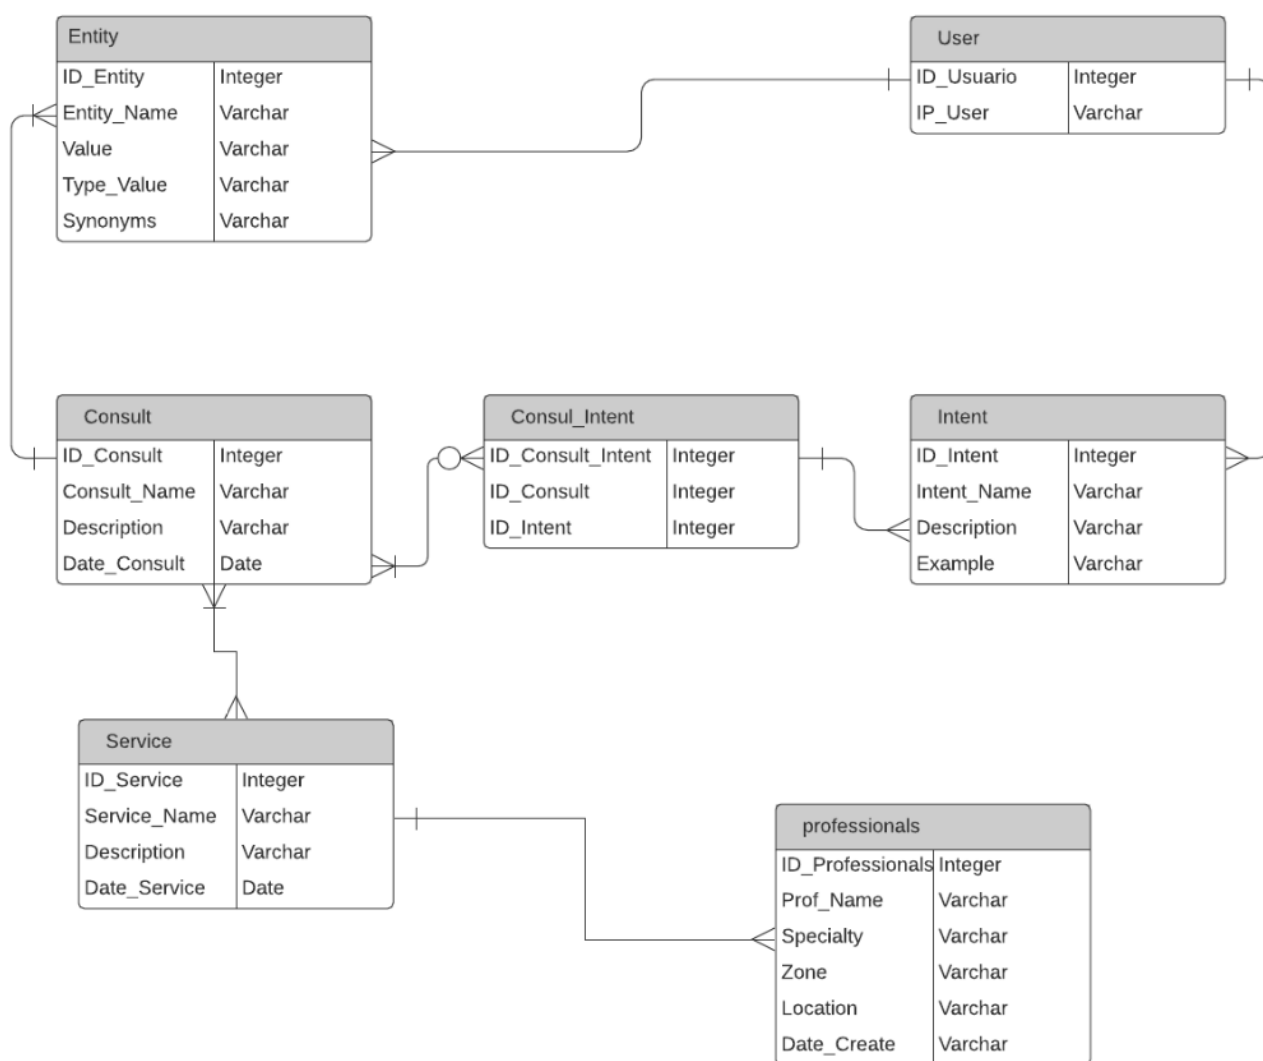 Entity
ID_Entity Integer
Entity_Name Varchar
Value Varchar
Type_Value Varchar
Synonyms Varchar
User
ID_Usuario Integer
IP_User Varchar
Consult
ID_Consult Integer
Consult_Name Varchar
Description Varchar
Date_Consult Date
Consul_Intent
ID_Consult_Intent Integer
ID_Consult Integer
ID_Intent Integer
Intent
ID_Intent Integer
Intent_Name Varchar
Description Varchar
Example Varchar
Service
ID_Service Integer
Service_Name Varchar
Description Varchar
Date_Service Date
professionals
ID_Professionals Integer
Prof_Name Varchar
Specialty Varchar
Zone Varchar
Location Varchar
Date_Create Varchar